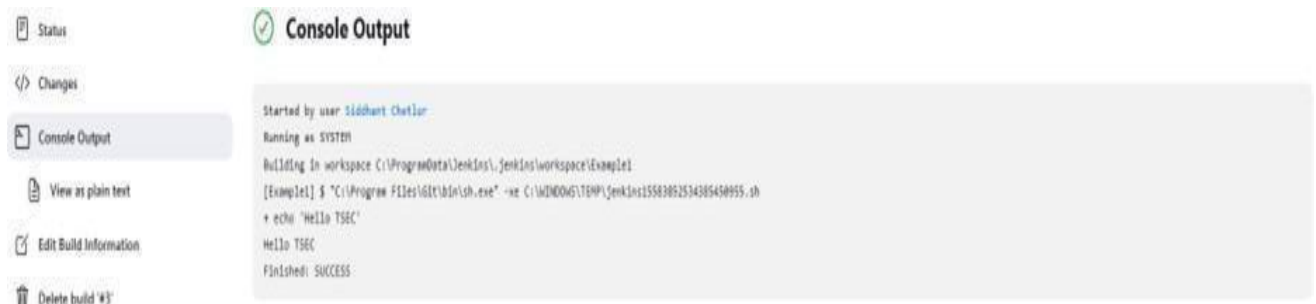 Status
Changes
Console Output
View as plain text
Edit Build Information
Delete build '#3'
Console Output
Started by user Siddhant Chetlur
Running as SYSTEM
Building in workspace C:\ProgramData\Jenkins\.jenkins\workspace\Example1
[Example1] $ "C:\Program Files\Git\bin\sh.exe" -xe C:\WINDOWS\TEMP\
+ echo 'Hello TSEC'
Hello TSEC
Finished: SUCCESS